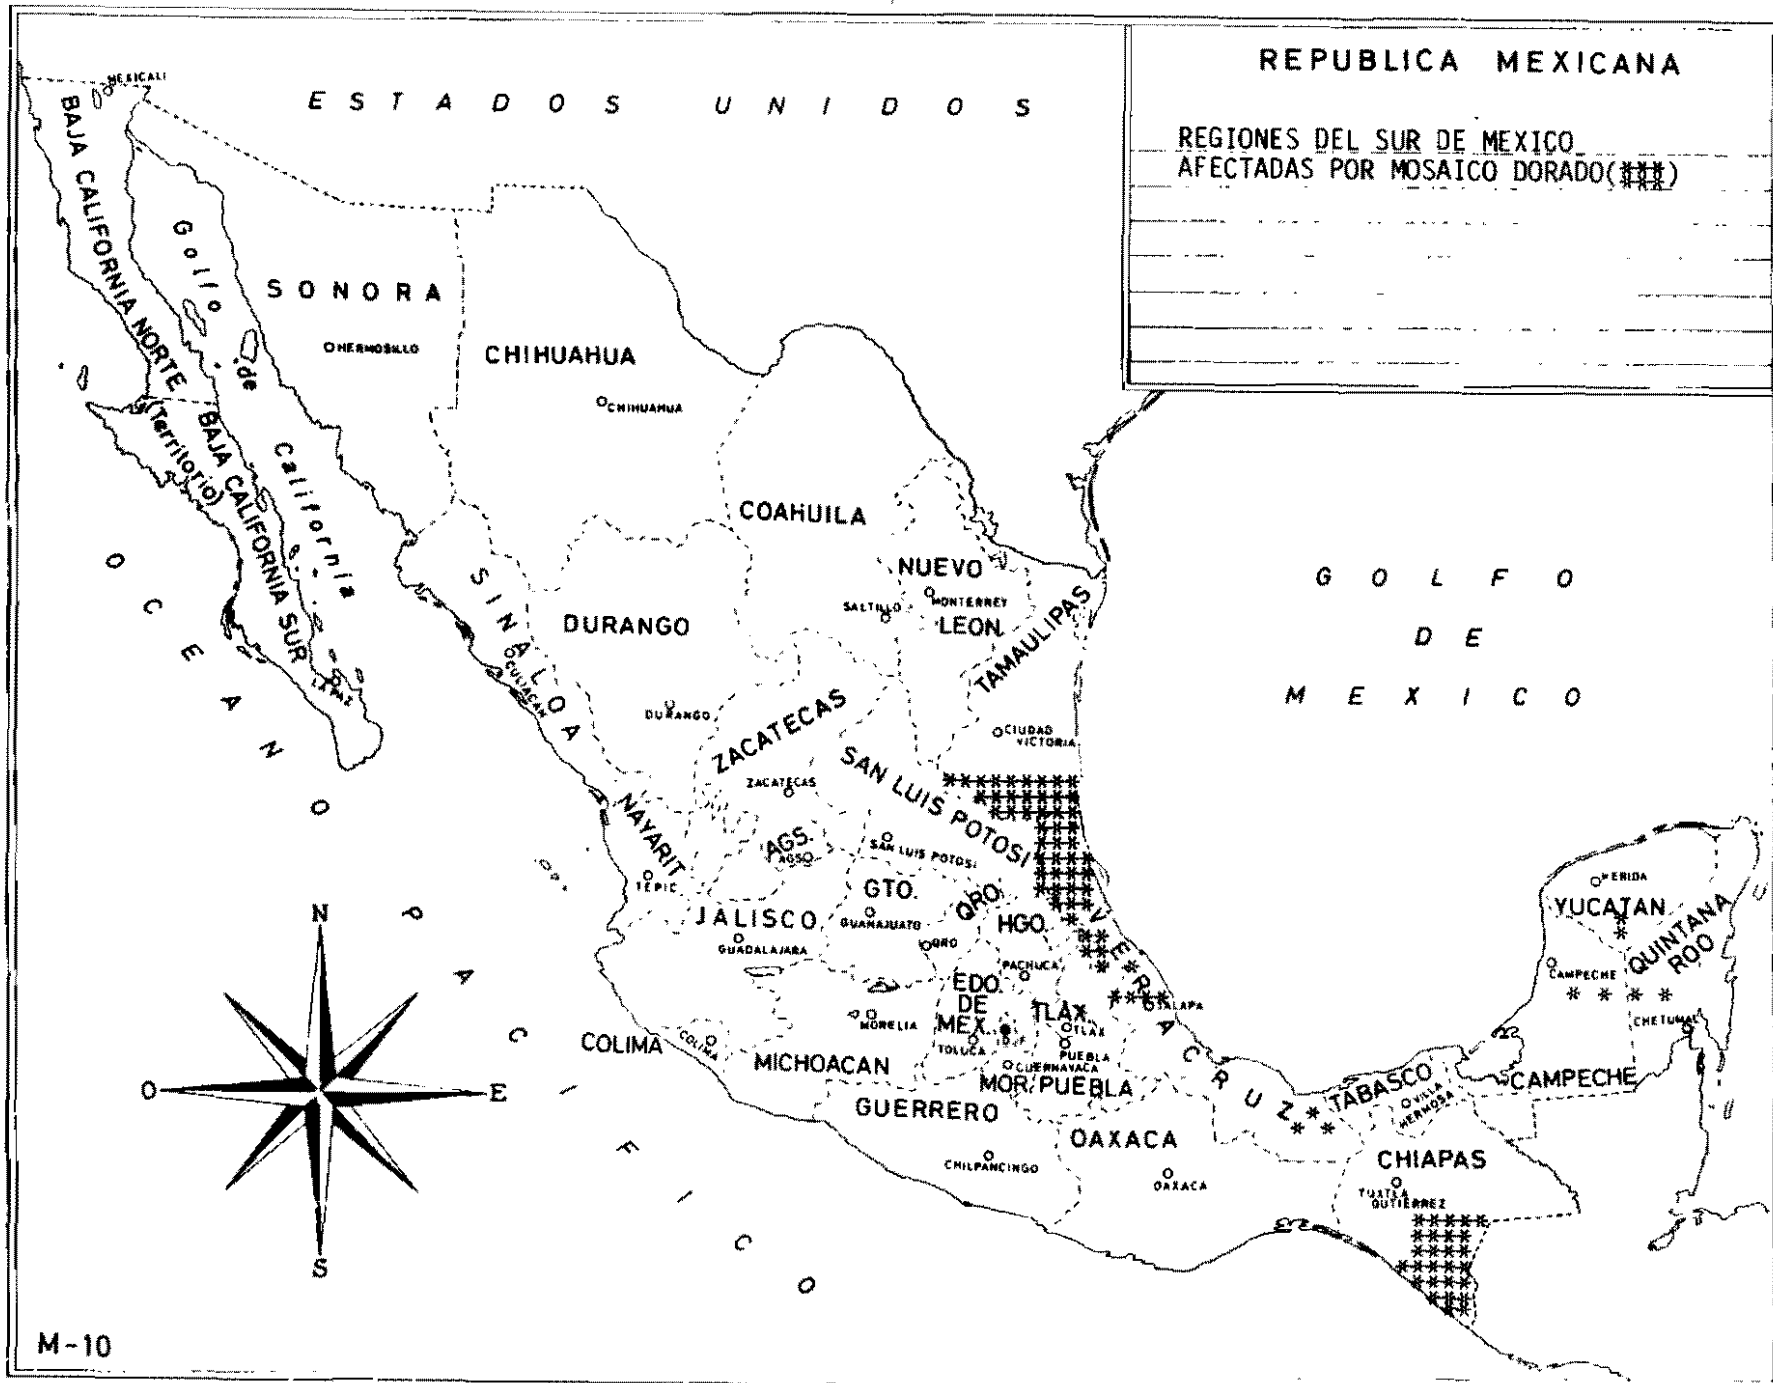 REPUBLICA MEXICANA
REGIONES DEL SUR DE MEXICO
AFECTADAS POR MOSAICO DORADO(***)
ESTADOS UNIDOS
MEXICALI
BAJA CALIFORNIA NORTE
Golfo de California
SONORA
HERMOSILLO
CHIHUAHUA
CHIHUAHUA
(Territorio)
BAJA CALIFORNIA SUR
LA PAZ
COAHUILA
SALTILLO
NUEVO
LEON
MONTERREY
TAMAULIPAS
CIUDAD
VICTORIA
GOLFO
DE
MEXICO
SINALOA
CULIACAN
DURANGO
DURANGO
ZACATECAS
ZACATECAS
SAN LUIS POTOSI
SAN LUIS POTOSI
NAYARIT
TEPIC
AGS.
AGS
JALISCO
GUADALAJARA
GTO.
GUANAJUATO
QRO.
QRO
HGO.
PACHUCA
VERACRUZ
JALAPA
EDO.
DE
MEX.
TOLUCA
D.F.
TLAX.
TLAX
COLIMA
COLIMA
MICHOACAN
MORELIA
PUEBLA
CUERNAVACA
MOR.
PUEBLA
GUERRERO
CHILPANCINGO
OAXACA
OAXACA
TABASCO
VILLA
HERMOSA
CHIAPAS
TUXTLA
GUTIERREZ
CAMPECHE
CAMPECHE
YUCATAN
MERIDA
QUINTANA
ROO
CHETUMAL
OCEANO PACIFICO
N
O
E
S
M-10